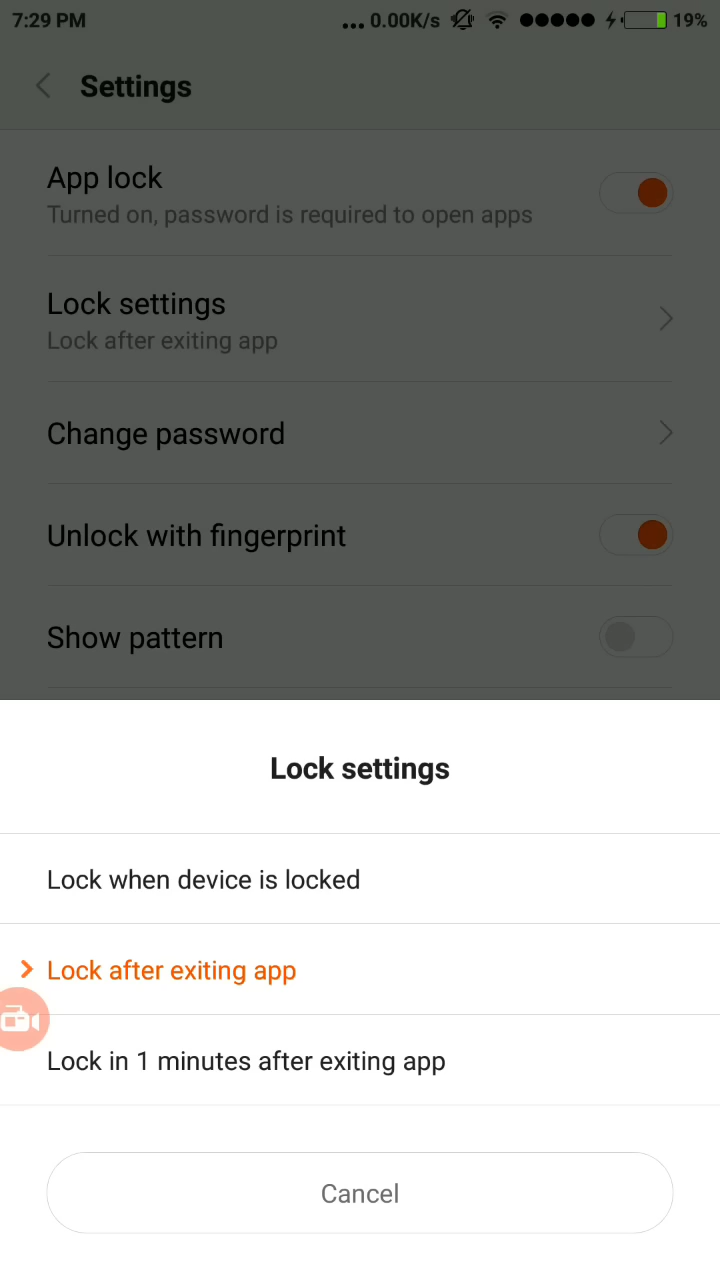 7:29 PM
... 0.00K/s
19%
Settings
App lock
Turned on, password is required to open apps
Lock settings
Lock after exiting app
Change password
Unlock with fingerprint
Show pattern
Lock settings
Lock when device is locked
Lock after exiting app
Lock in 1 minutes after exiting app
Cancel